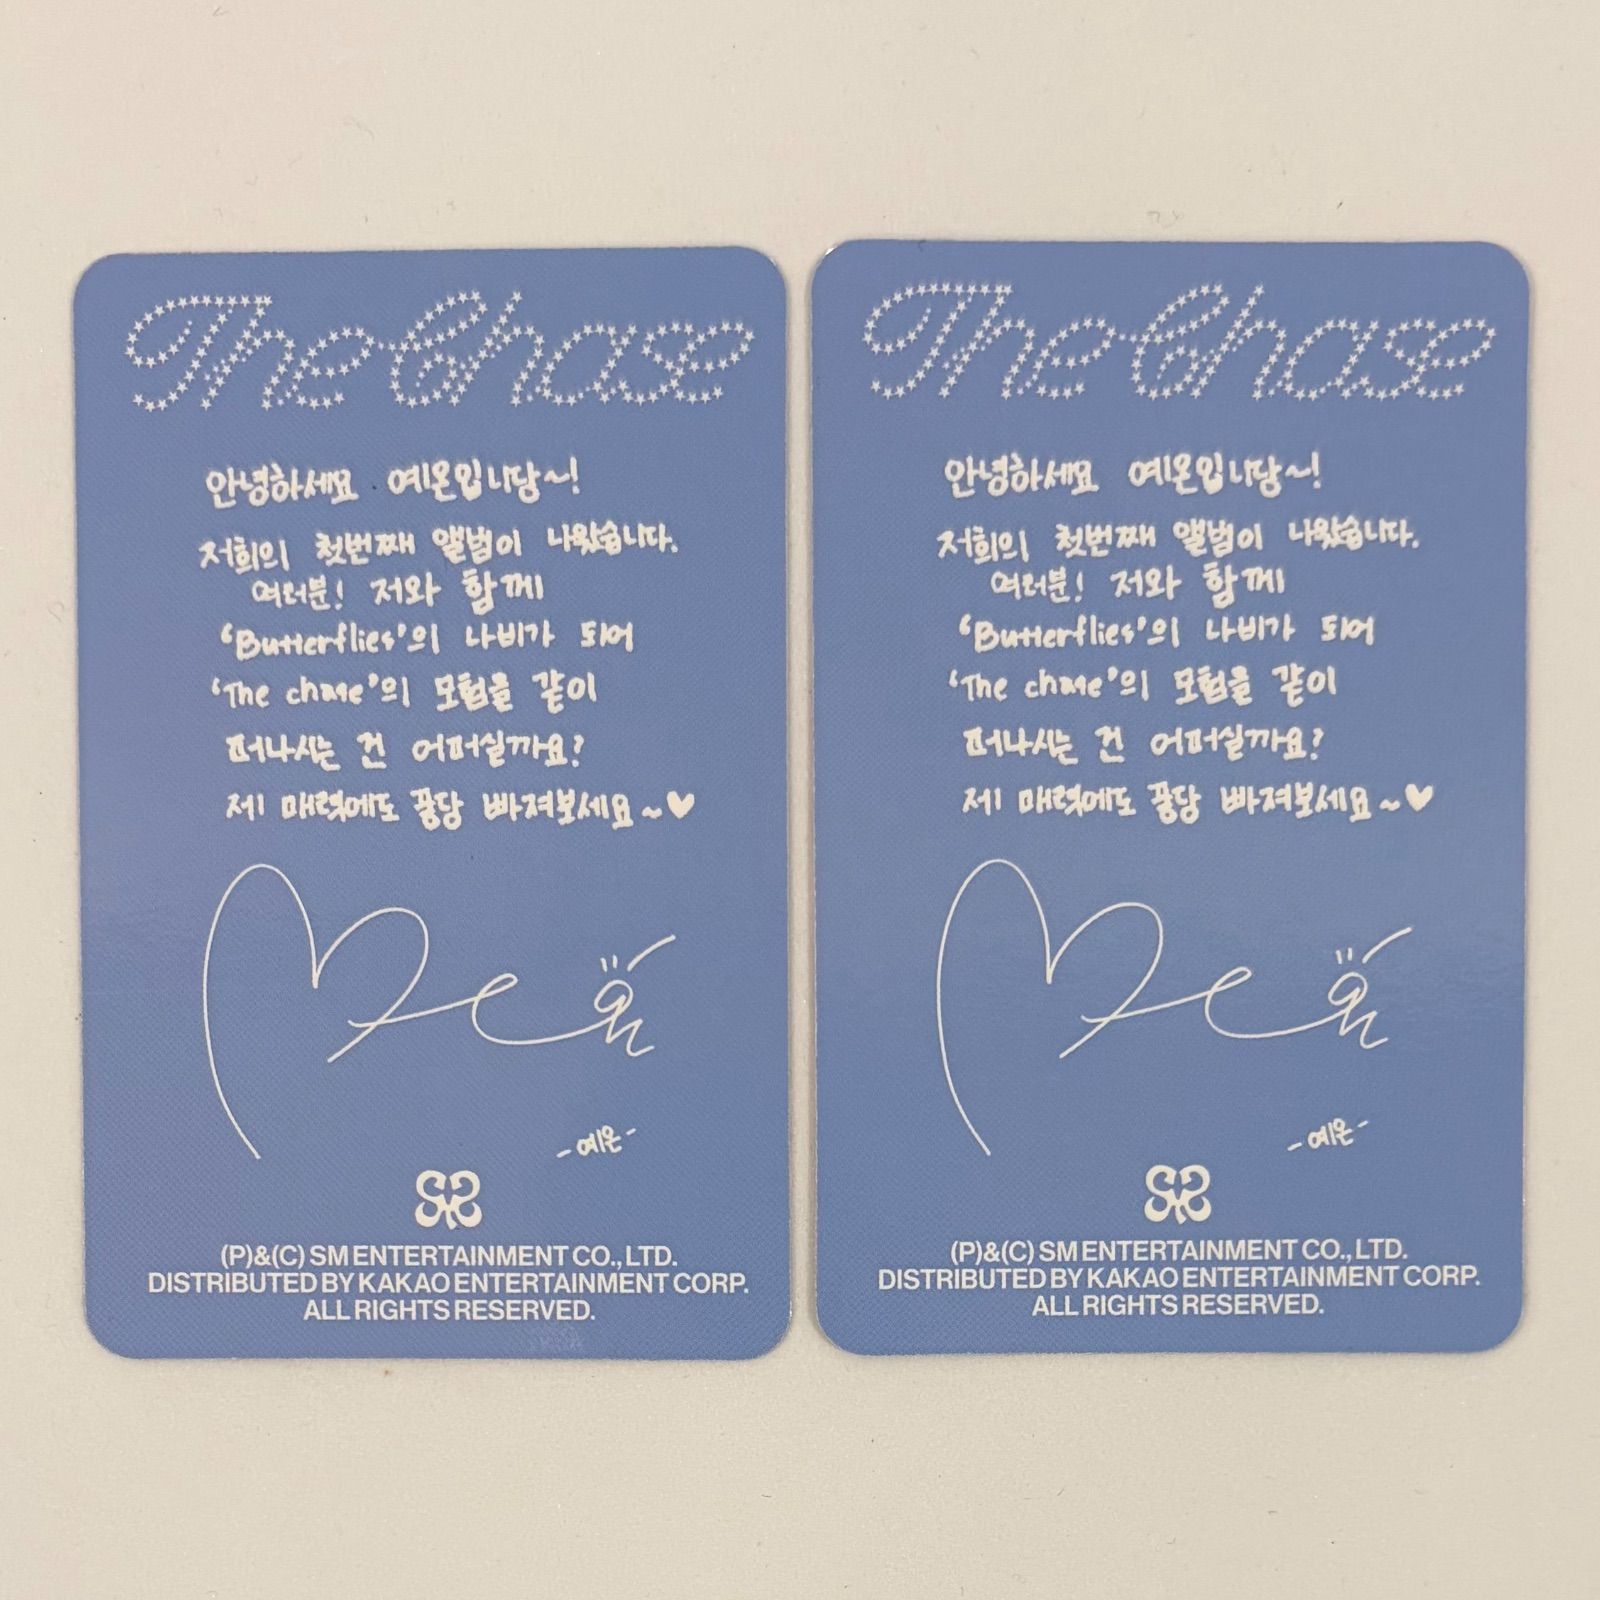 The Chase
안녕하세요 예온입니당~!
저희의 첫번째 앨범이 나왔습니다.
여러분! 저와 함께
'Butterflies'의 나비가 되어
'The chase'의 모험을 같이
떠나시는 건 어떠실까요?
제 매력에도 퐁당 빠져보세요~♥
-예온-
(P)&(C) SM ENTERTAINMENT CO., LTD.
DISTRIBUTED BY KAKAO ENTERTAINMENT CORP.
ALL RIGHTS RESERVED.
The Chase
안녕하세요 예온입니당~!
저희의 첫번째 앨범이 나왔습니다.
여러분! 저와 함께
'Butterflies'의 나비가 되어
'The chase'의 모험을 같이
떠나시는 건 어떠실까요?
제 매력에도 퐁당 빠져보세요~♥
-예온-
(P)&(C) SM ENTERTAINMENT CO., LTD.
DISTRIBUTED BY KAKAO ENTERTAINMENT CORP.
ALL RIGHTS RESERVED.